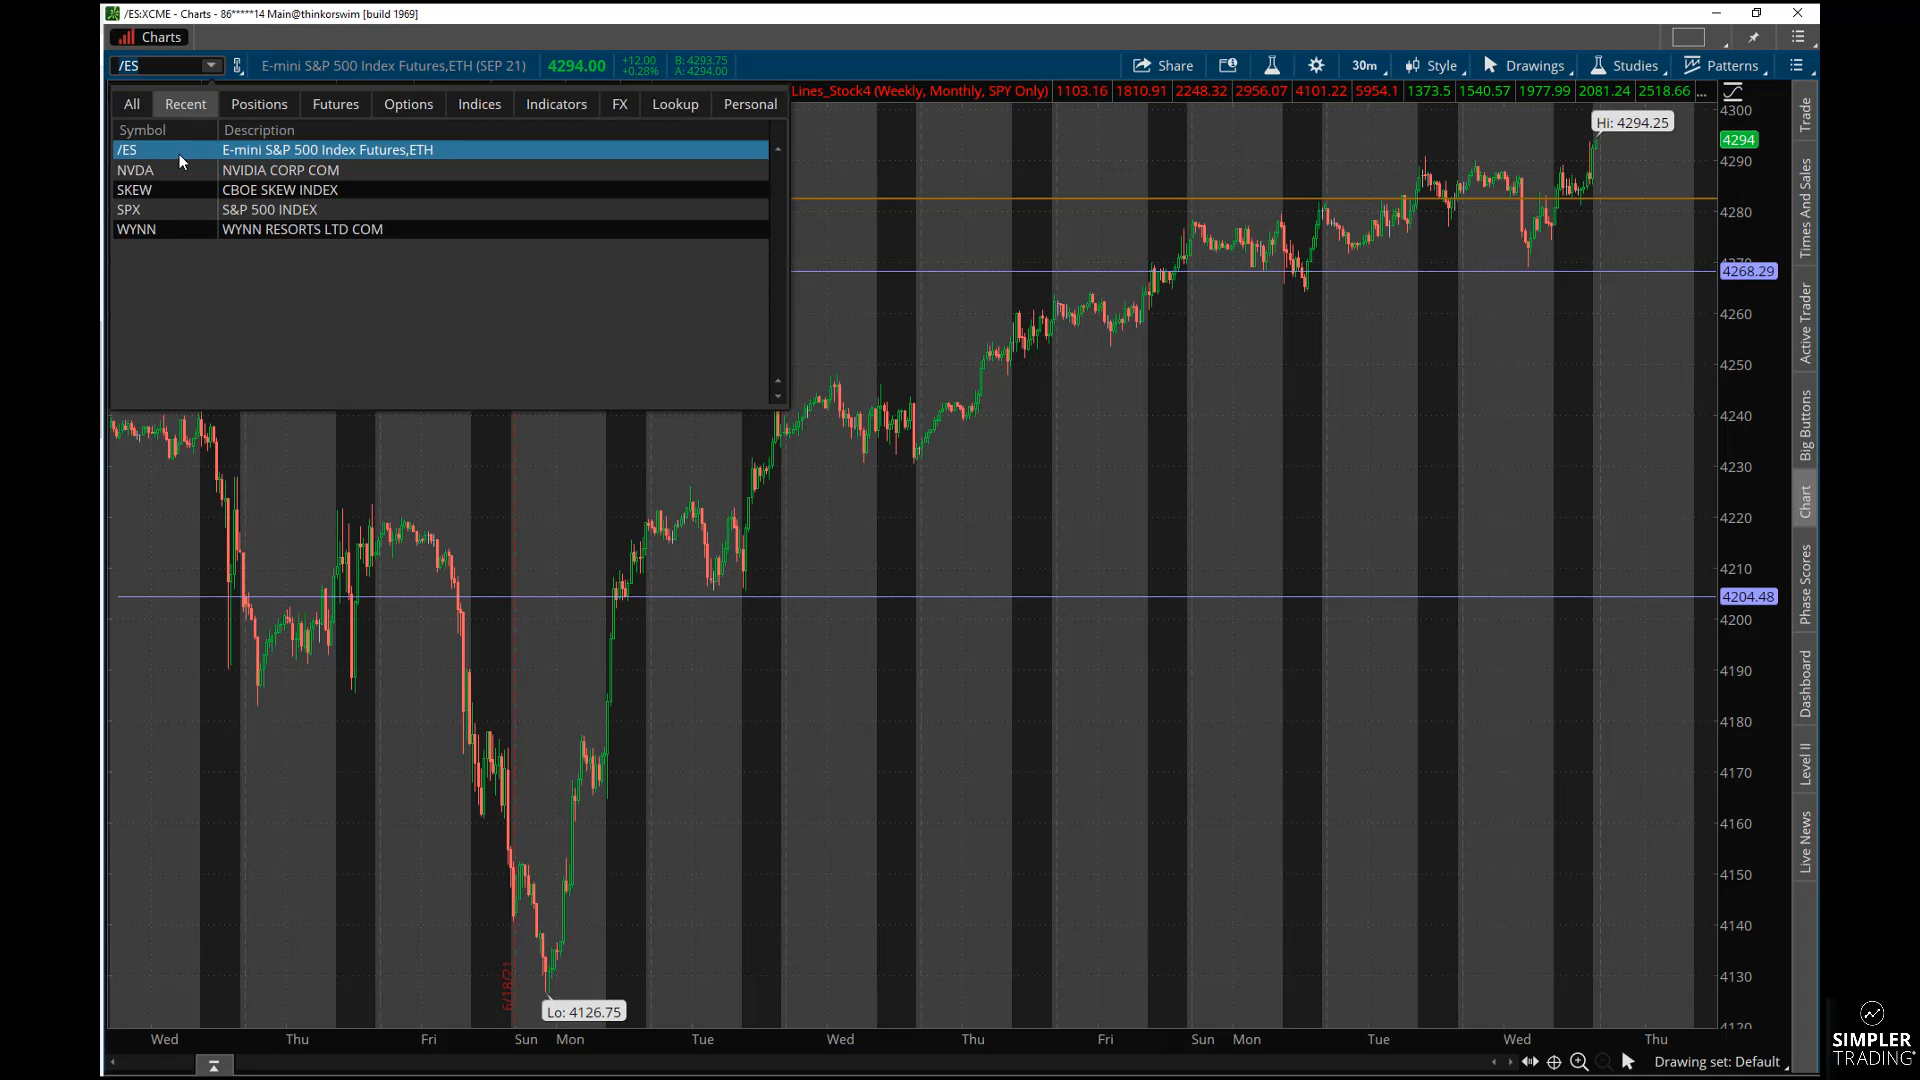 /ES:XCME - Charts - 86*****14 Main@thinkorswim [build 1969]
Charts
/ES
E-mini S&P 500 Index Futures,ETH (SEP 21)
4294.00
+12.00
+0.28%
B: 4293.75
A: 4294.00
Share
30m
Style
Drawings
Studies
Patterns
All Recent Positions Futures Options Indices Indicators FX Lookup Personal
Lines_Stock4 (Weekly, Monthly, SPY Only) 1103.16 1810.91 2248.32 2956.07 4101.22 5954.1 1373.5 1540.57 1977.99 2081.24 2518.66 ...
Symbol Description
/ES E-mini S&P 500 Index Futures,ETH
NVDA NVIDIA CORP COM
SKEW CBOE SKEW INDEX
SPX S&P 500 INDEX
WYNN WYNN RESORTS LTD COM
Hi: 4294.25
4300
4294
4290
4280
4268.29
4260
4250
4240
4230
4220
4210
4204.48
4200
4190
4180
4170
4160
4150
4140
4130
4120
6/18/21
Lo: 4126.75
Wed Thu Fri Sun Mon Tue Wed Thu Fri Sun Mon Tue Wed Thu
Drawing set: Default
Trade
Times And Sales
Active Trader
Big Buttons
Chart
Phase Scores
Dashboard
Level II
Live News
SIMPLER
TRADING